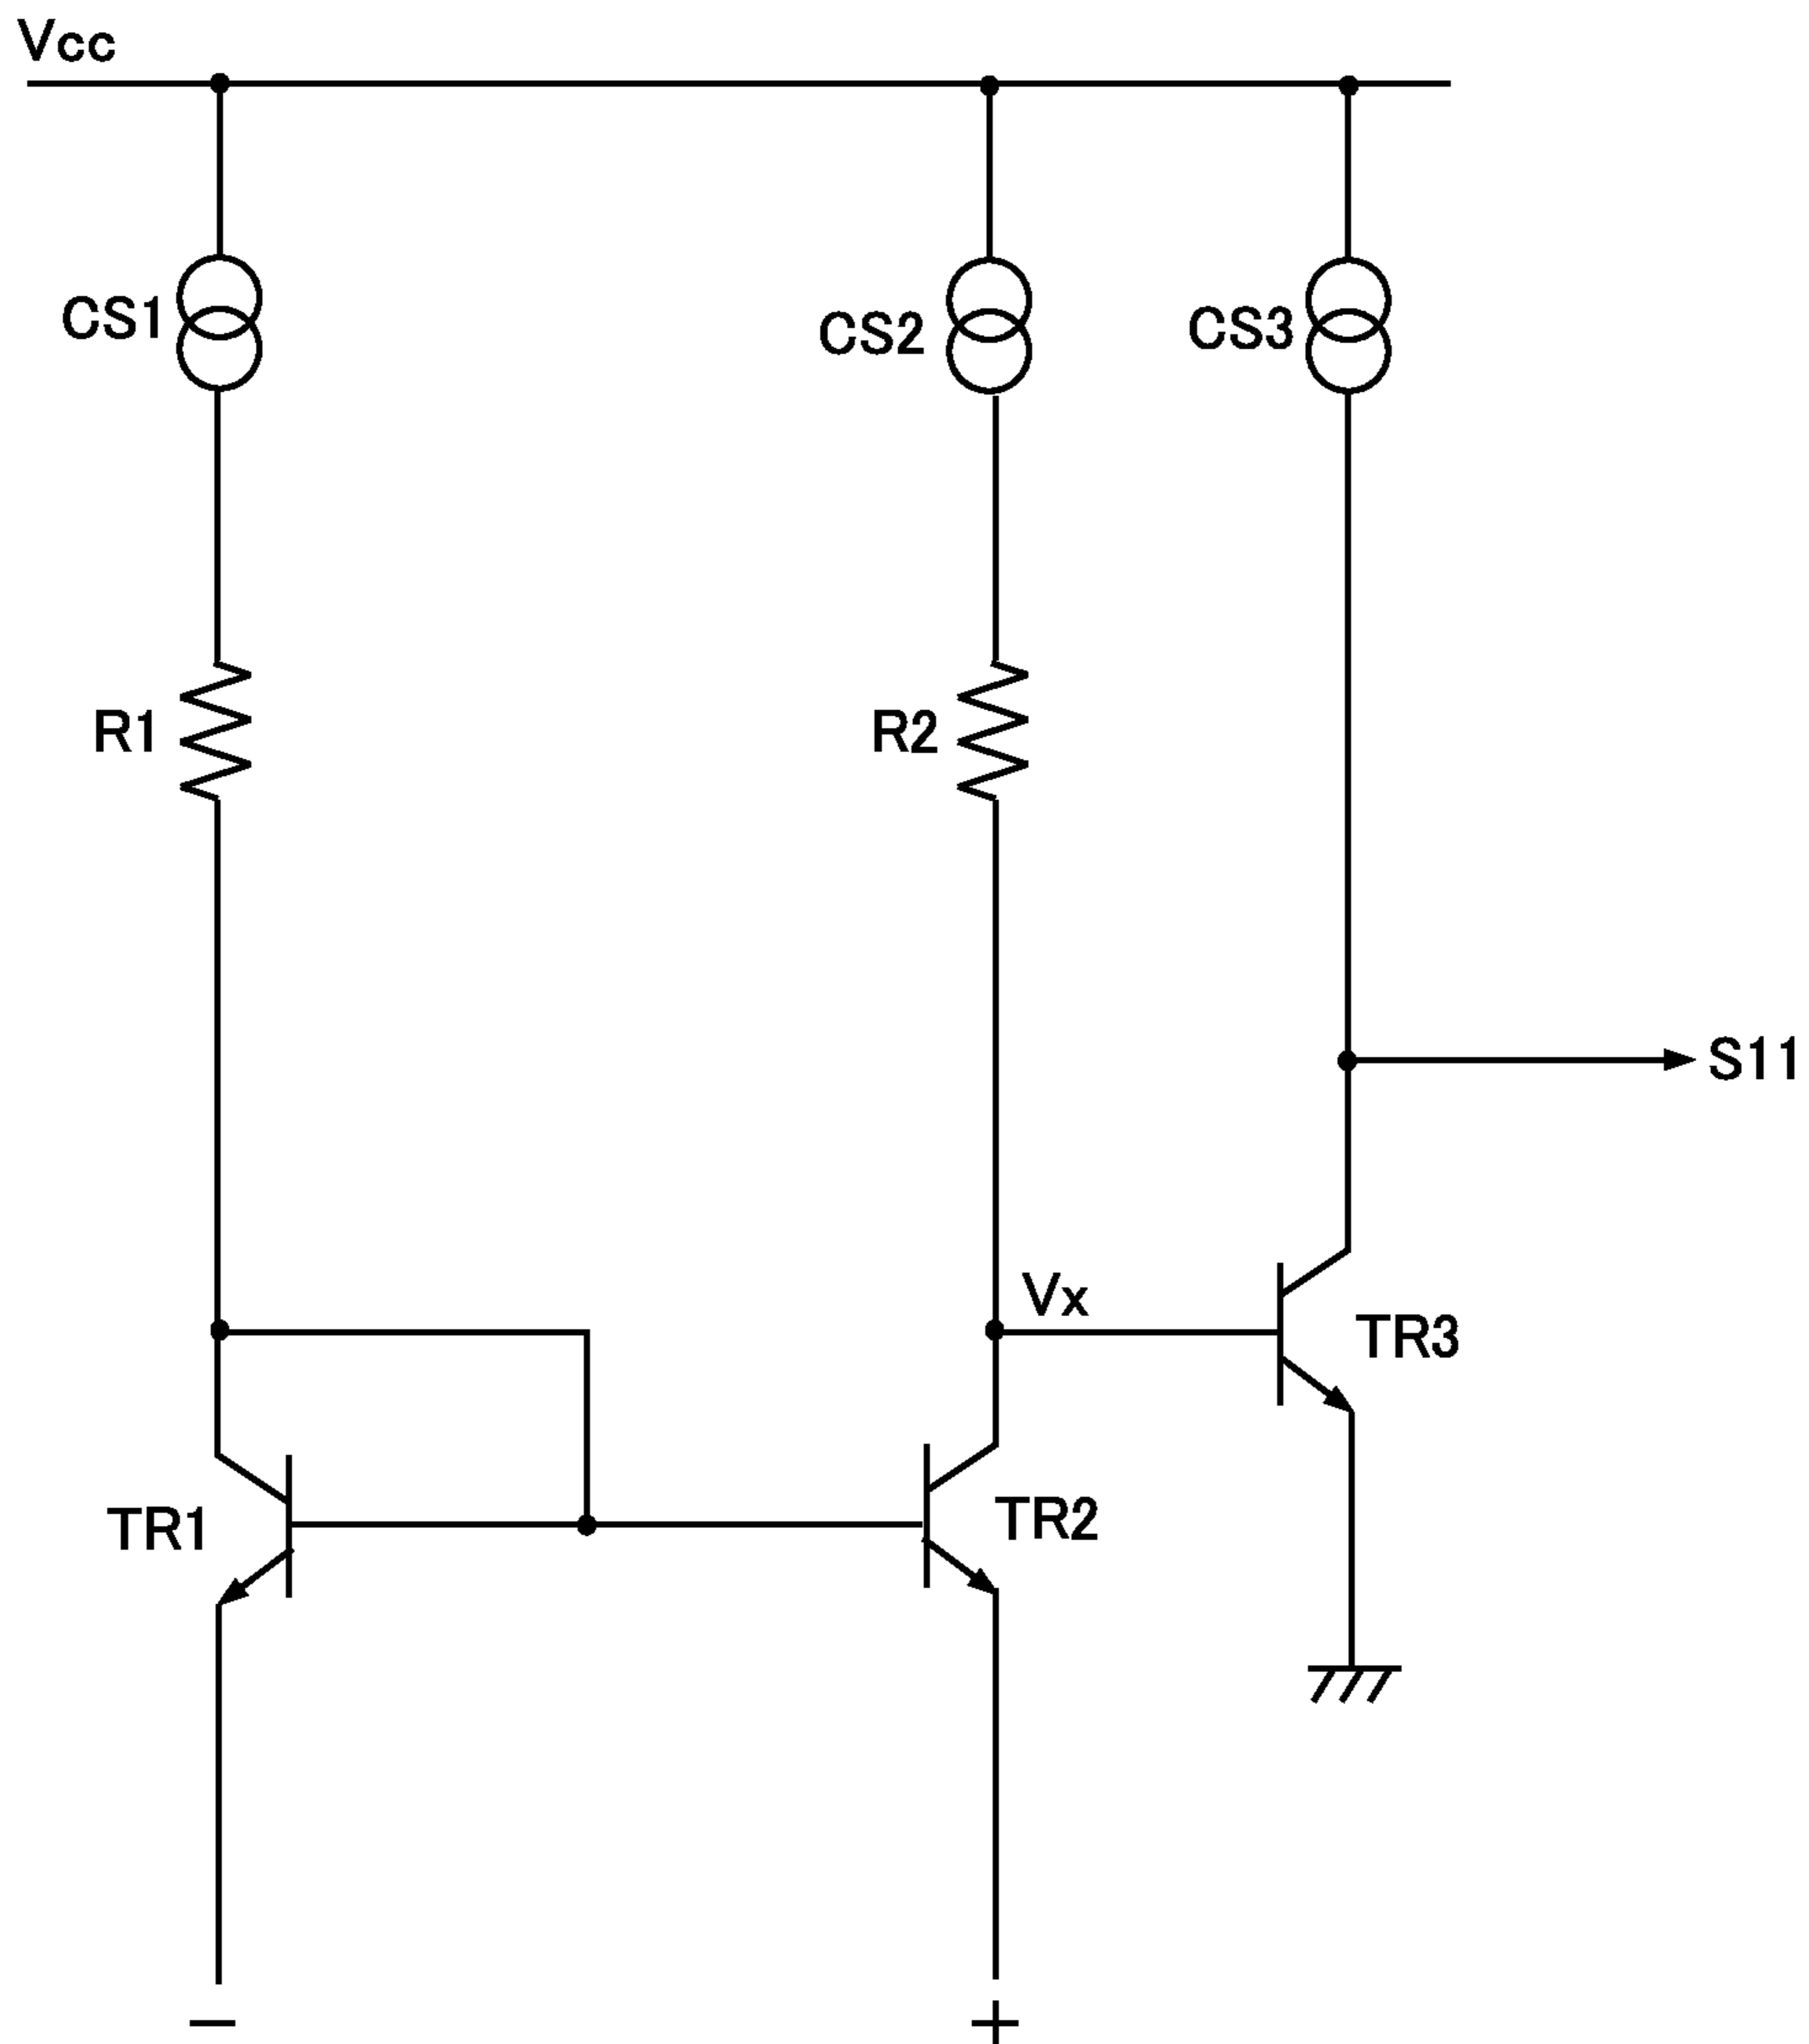 Vcc
CS1
CS2
CS3
R1
R2
S11
Vx
TR3
TR1
TR2
− +